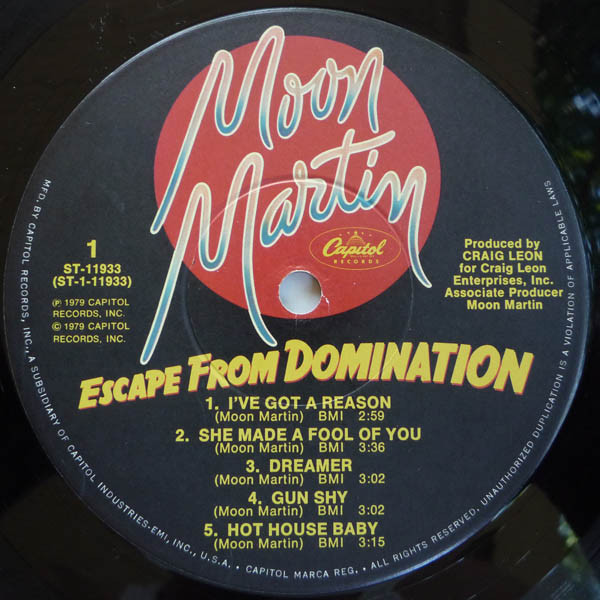 Moon
Martin
Capitol
RECORDS
1
ST-11933
(ST-1-11933)
℗ 1979 CAPITOL
RECORDS, INC.
© 1979 CAPITOL
RECORDS, INC.
Produced by
CRAIG LEON
for Craig Leon
Enterprises, Inc.
Associate Producer
Moon Martin
ESCAPE FROM DOMINATION
1. I'VE GOT A REASON
(Moon Martin) BMI 2:59
2. SHE MADE A FOOL OF YOU
(Moon Martin) BMI 3:36
3. DREAMER
(Moon Martin) BMI 3:02
4. GUN SHY
(Moon Martin) BMI 3:02
5. HOT HOUSE BABY
(Moon Martin) BMI 3:15
MFD. BY CAPITOL RECORDS, INC., A SUBSIDIARY OF CAPITOL INDUSTRIES-EMI, INC., U.S.A. • CAPITOL MARCA REG. • ALL RIGHTS RESERVED. UNAUTHORIZED DUPLICATION IS A VIOLATION OF APPLICABLE LAWS